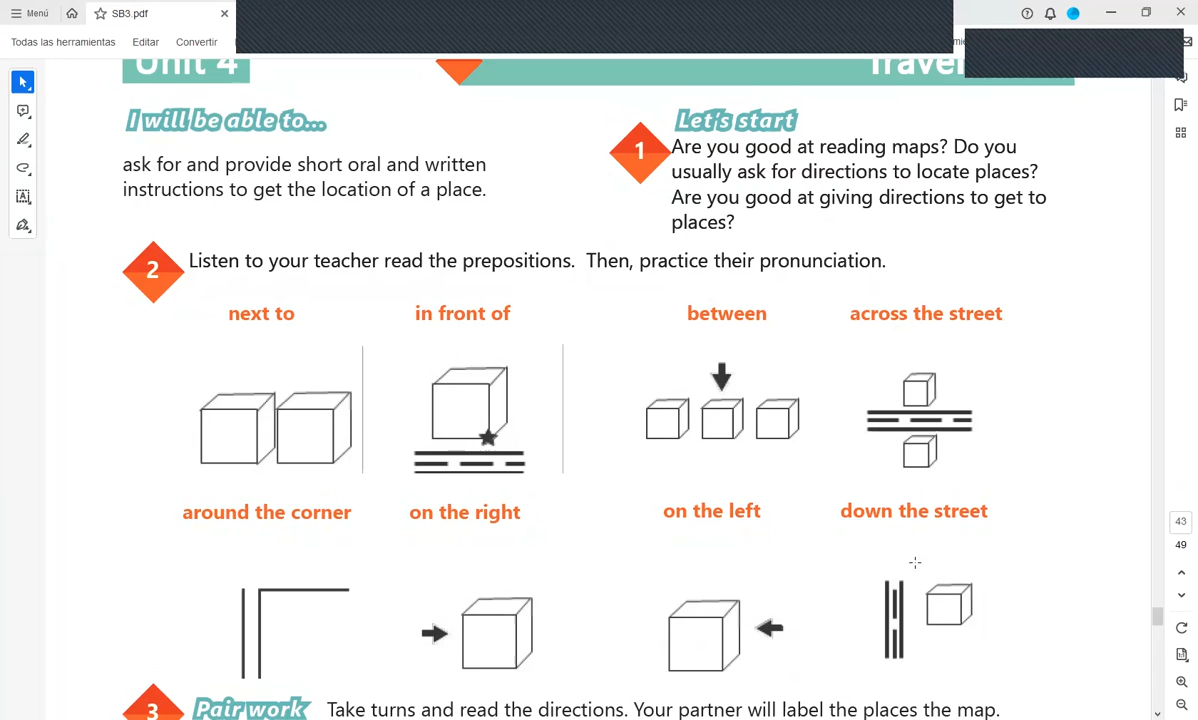 Menú
SB3.pdf
Todas las herramientas Editar Convertir
Unit 4
I will be able to...
ask for and provide short oral and written
instructions to get the location of a place.
Let's start
1
Are you good at reading maps? Do you
usually ask for directions to locate places?
Are you good at giving directions to get to
places?
2
Listen to your teacher read the prepositions. Then, practice their pronunciation.
next to in front of between across the street
around the corner on the right on the left down the street
43
49
3
Pair work
Take turns and read the directions. Your partner will label the places the map.